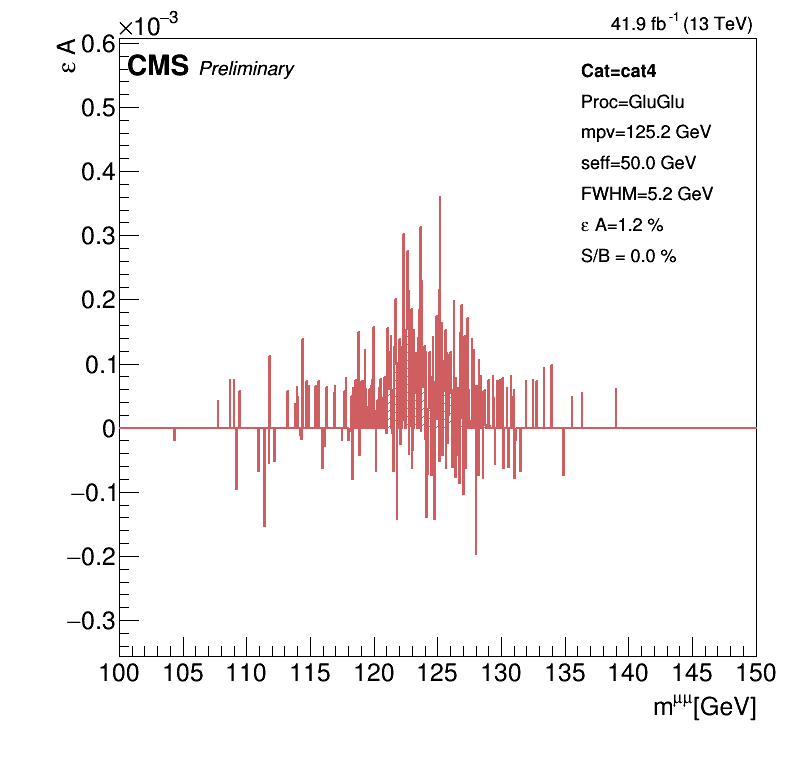 ×10⁻³
41.9 fb⁻¹ (13 TeV)
ε A
CMS Preliminary
Cat=cat4
Proc=GluGlu
mpv=125.2 GeV
seff=50.0 GeV
FWHM=5.2 GeV
ε A=1.2 %
S/B = 0.0 %
0.6
0.5
0.4
0.3
0.2
0.1
0
−0.1
−0.2
−0.3
100 105 110 115 120 125 130 135 140 145 150
m^μμ[GeV]